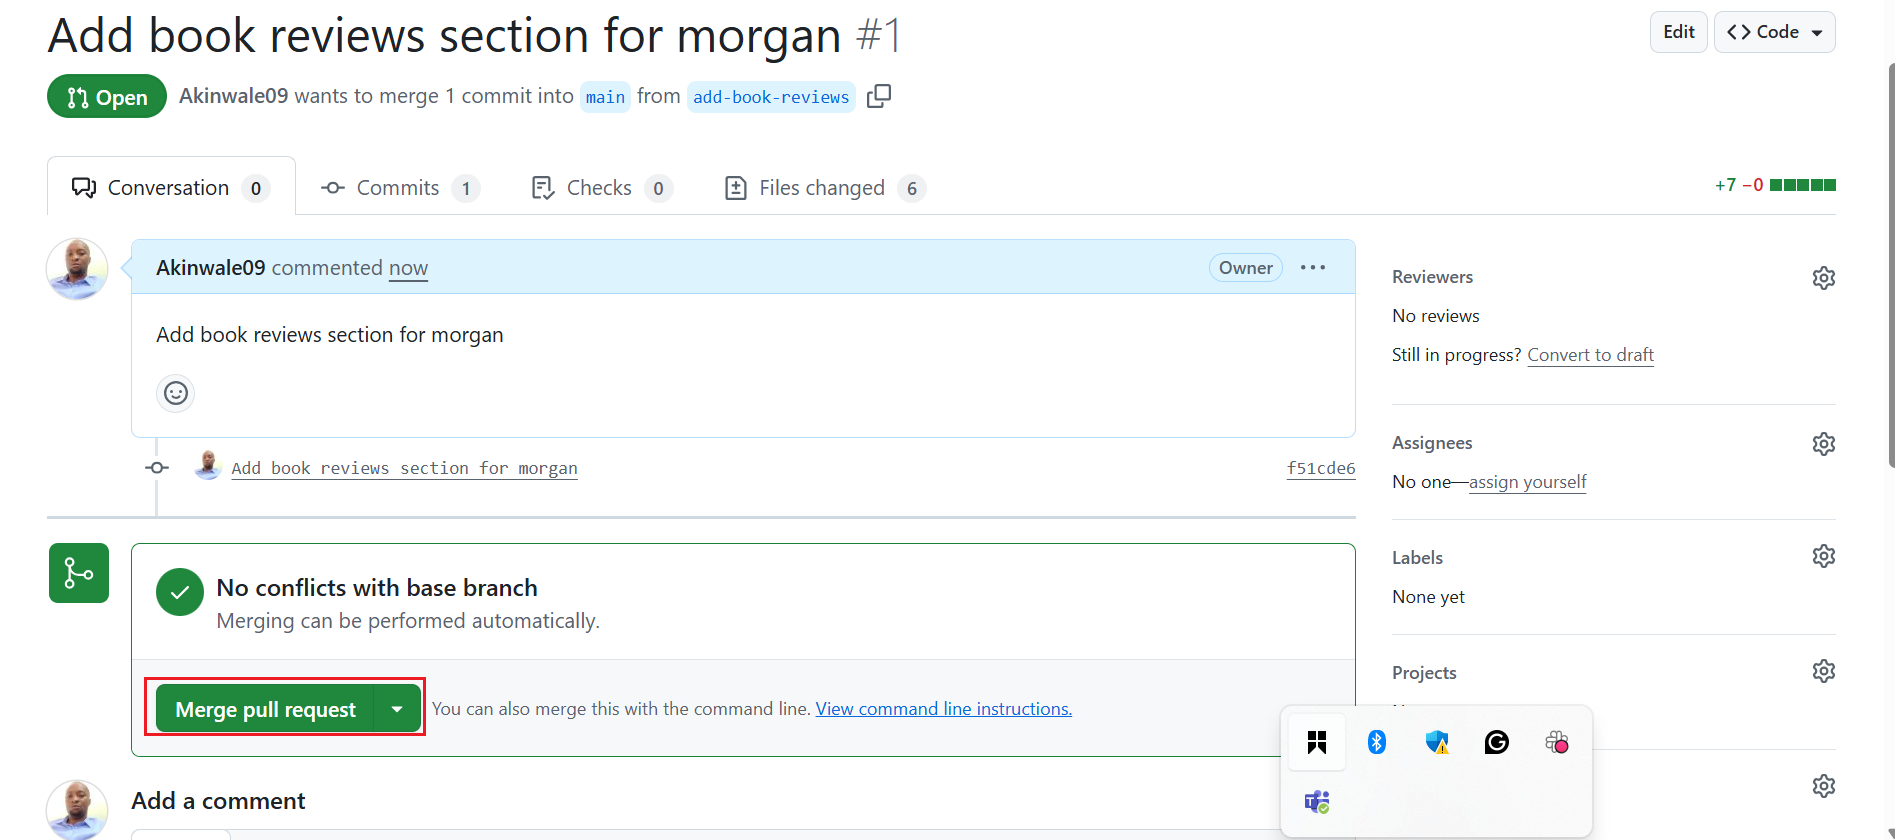 Add book reviews section for morgan #1
Edit
Code
Open
Akinwale09 wants to merge 1 commit into main from add-book-reviews
Conversation 0
Commits 1
Checks 0
Files changed 6
+7 −0
Akinwale09 commented now
Owner
Add book reviews section for morgan
Add book reviews section for morgan
f51cde6
No conflicts with base branch
Merging can be performed automatically.
Merge pull request
You can also merge this with the command line. View command line instructions.
Add a comment
Reviewers
No reviews
Still in progress? Convert to draft
Assignees
No one—assign yourself
Labels
None yet
Projects